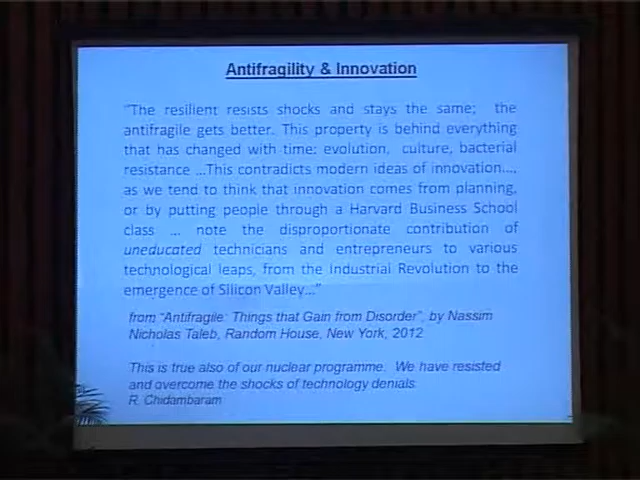 Antifragility & Innovation
"The resilient resists shocks and stays the same; the
antifragile gets better. This property is behind everything
that has changed with time: evolution, culture, bacterial
resistance ...This contradicts modern ideas of innovation....,
as we tend to think that innovation comes from planning,
or by putting people through a Harvard Business School
class ... note the disproportionate contribution of
uneducated technicians and entrepreneurs to various
technological leaps, from the Industrial Revolution to the
emergence of Silicon Valley..."
from "Antifragile: Things that Gain from Disorder", by Nassim
Nicholas Taleb, Random House, New York, 2012
This is true also of our nuclear programme. We have resisted
and overcome the shocks of technology denials.
R. Chidambaram